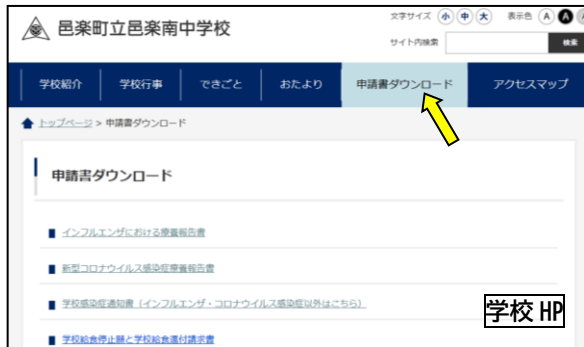 文字サイズ 小 中 大 表示色 A A
邑楽町立邑楽南中学校
サイト内検索 検索
学校紹介 学校行事 できごと おたより 申請書ダウンロード アクセスマップ
トップページ > 申請書ダウンロード
申請書ダウンロード
インフルエンザにおける療養報告書
新型コロナウイルス感染症療養報告書
学校感染症通知書（インフルエンザ・コロナウイルス感染症以外はこちら）
学校給食停止願と学校給食還付請求書
学校 HP